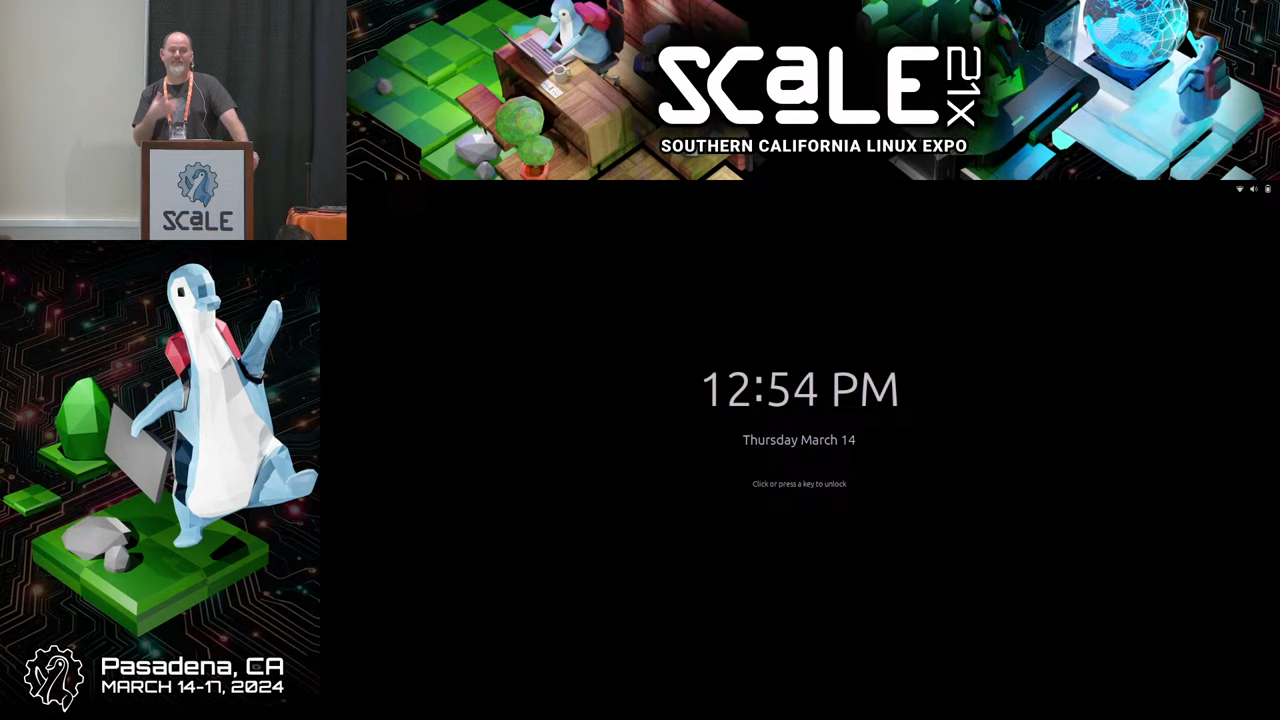 SCaLE 21X
SOUTHERN CALIFORNIA LINUX EXPO
SCaLE
12:54 PM
Thursday March 14
Click or press a key to unlock
Pasadena, CA
MARCH 14-17, 2024